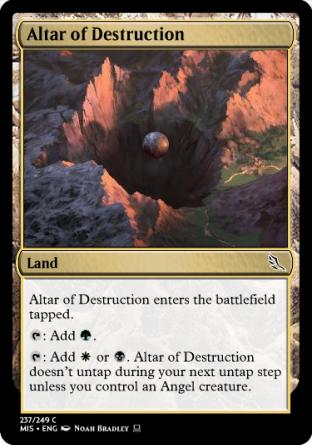 Altar of Destruction
Land
Altar of Destruction enters the battlefield
tapped.
: Add .
: Add or . Altar of Destruction
doesn't untap during your next untap step
unless you control an Angel creature.
237/249 C
MIS • ENG Noah Bradley